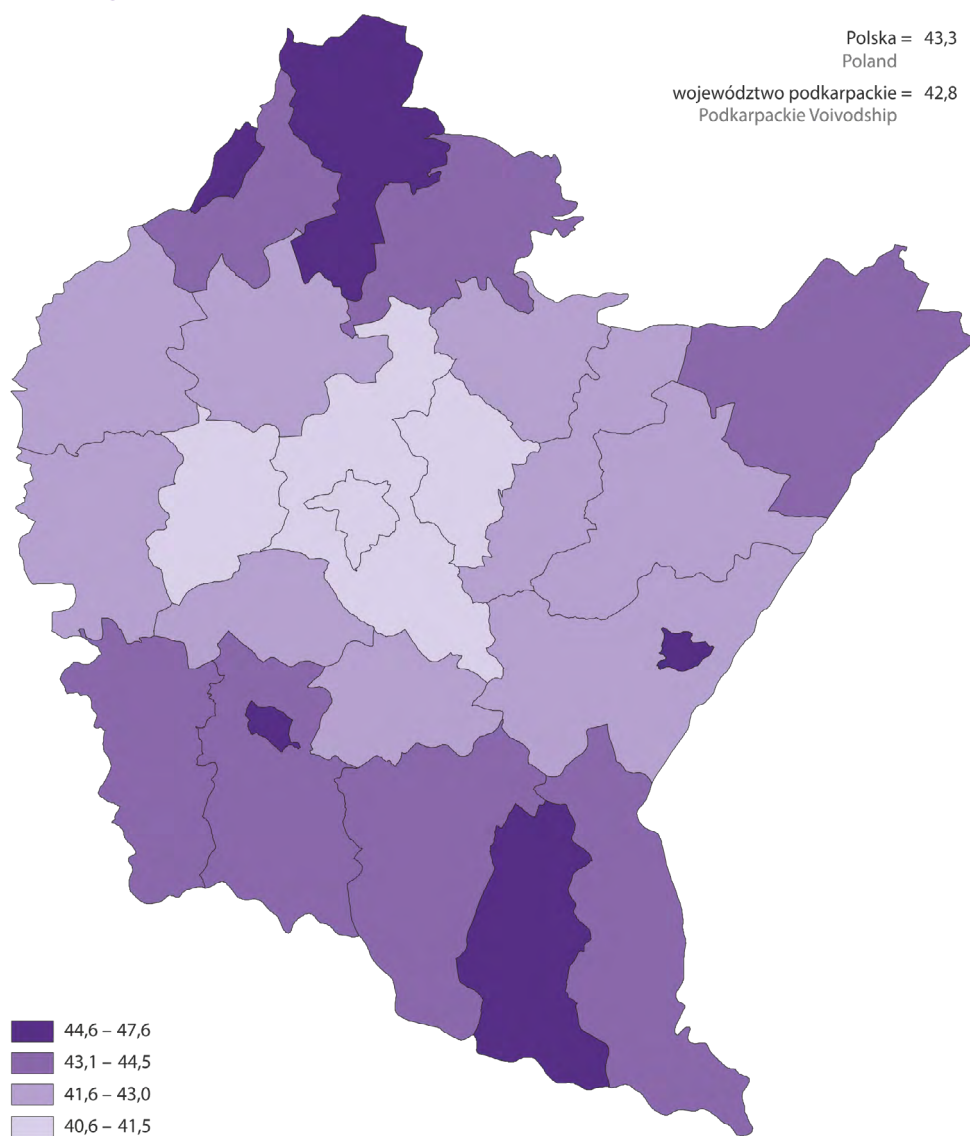 Polska = 43,3
Poland
województwo podkarpackie = 42,8
Podkarpackie Voivodship
44,6 – 47,6
43,1 – 44,5
41,6 – 43,0
40,6 – 41,5